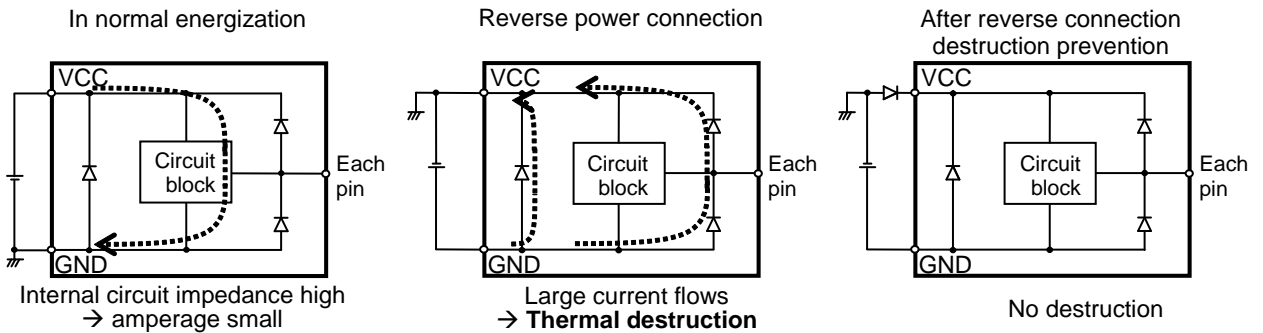 In normal energization
VCC
Circuit
block
Each
pin
GND
Internal circuit impedance high
→ amperage small
Reverse power connection
VCC
Circuit
block
Each
pin
GND
Large current flows
→ Thermal destruction
After reverse connection
destruction prevention
VCC
Circuit
block
Each
pin
GND
No destruction